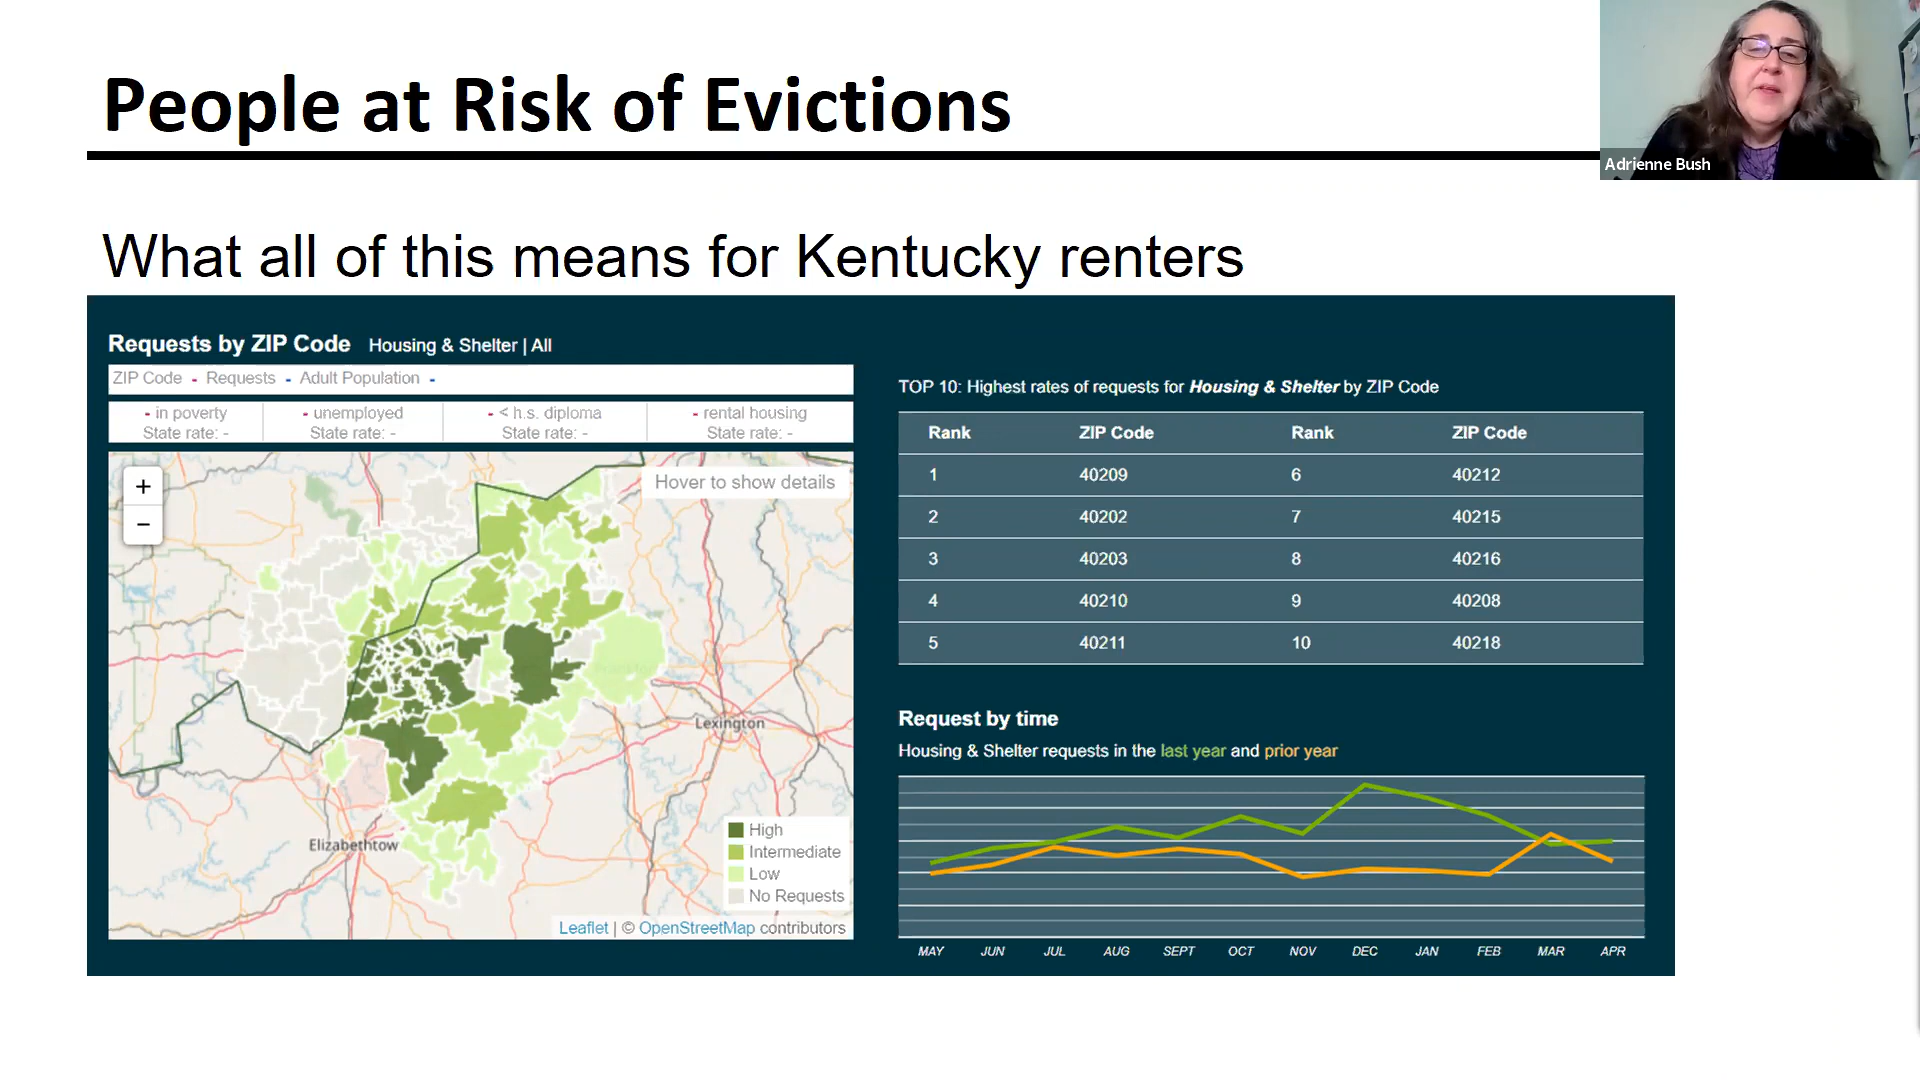 People at Risk of Evictions
Adrienne Bush
What all of this means for Kentucky renters
Requests by ZIP Code Housing & Shelter | All
ZIP Code - Requests - Adult Population -
- in poverty - unemployed - < h.s. diploma - rental housing
State rate: - State rate: - State rate: - State rate: -
+
−
Hover to show details
Lexington
Elizabethtow
High
Intermediate
Low
No Requests
Leaflet | © OpenStreetMap contributors
TOP 10: Highest rates of requests for Housing & Shelter by ZIP Code
Rank ZIP Code Rank ZIP Code
1 40209 6 40212
2 40202 7 40215
3 40203 8 40216
4 40210 9 40208
5 40211 10 40218
Request by time
Housing & Shelter requests in the last year and prior year
MAY JUN JUL AUG SEPT OCT NOV DEC JAN FEB MAR APR